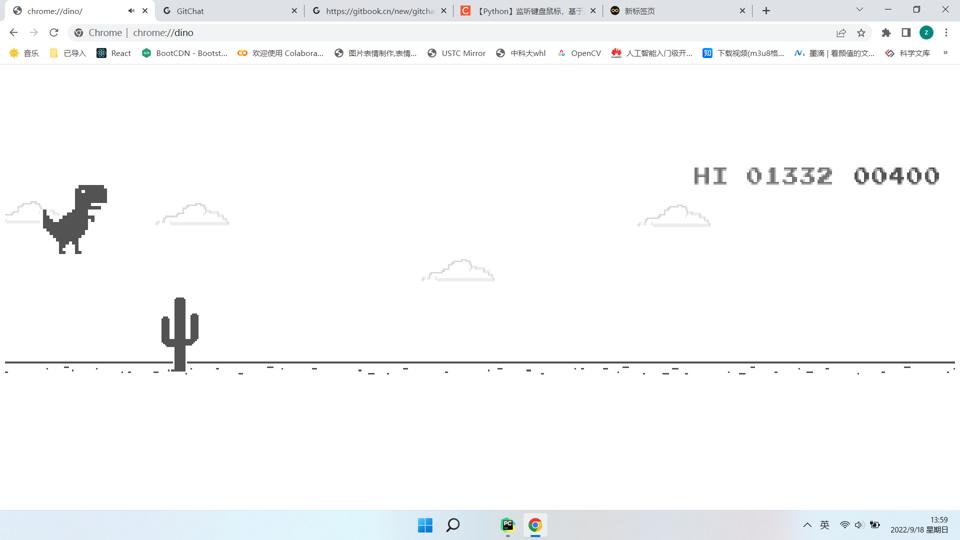 chrome://dino/
GitChat
https://gitbook.cn/new/gitcha
【Python】监听键盘鼠标，基于
新标签页
Chrome | chrome://dino
音乐
已导入
React
BootCDN - Bootst...
欢迎使用 Colabora...
图片表情制作,表情...
USTC Mirror
中科大whl
OpenCV
人工智能入门级开...
下载视频(m3u8格...
墨滴 | 看颜值的文...
科学文库
»
Z
HI 01332 00400
英
13:59
2022/9/18 星期日